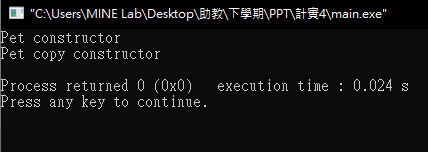 "C:\Users\MINE Lab\Desktop\助教\下學期\PPT\計實4\main.exe"
Pet constructor
Pet copy constructor
Process returned 0 (0x0)   execution time : 0.024 s
Press any key to continue.